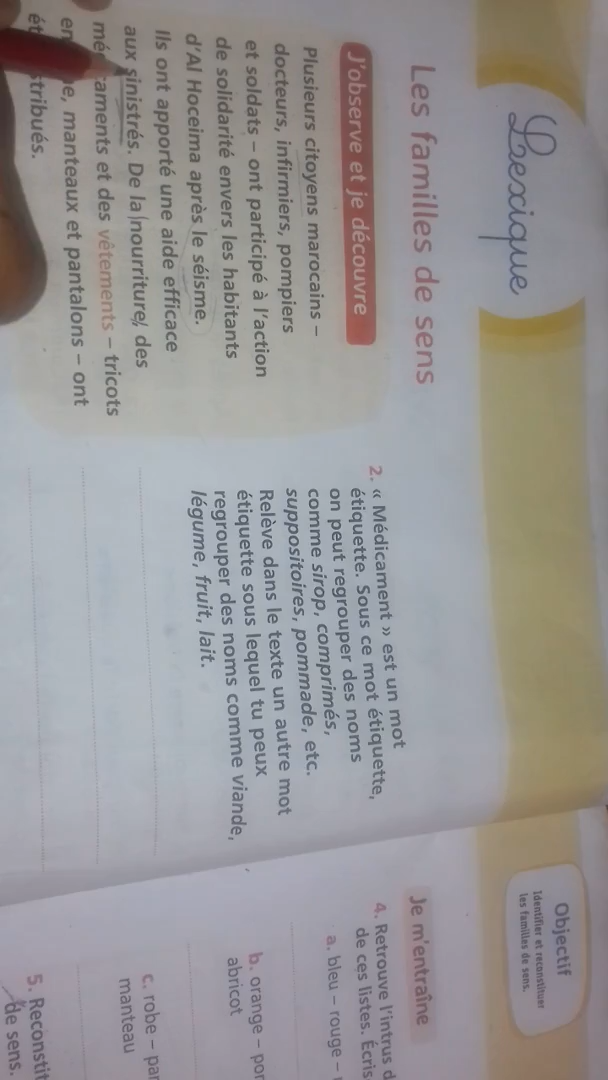 Lexique
Les familles de sens
J'observe et je découvre
Plusieurs citoyens marocains –
docteurs, infirmiers, pompiers
et soldats – ont participé à l'action
de solidarité envers les habitants
d'Al Hoceima après le séisme.
Ils ont apporté une aide efficace
aux sinistrés. De la nourriture, des
et des vêtements – tricots
manteaux et pantalons – ont
2. « Médicament » est un mot
étiquette. Sous ce mot étiquette,
on peut regrouper des noms
comme sirop, comprimés,
suppositoires, pommade, etc.
Relève dans le texte un autre mot
étiquette sous lequel tu peux
regrouper des noms comme viande,
légume, fruit, lait.
Objectif
Identifier et reconstituer
les familles de sens.
Je m'entraîne
4. Retrouve l'intrus
de ces listes. Écris
a. bleu – rouge –
b. orange –
abricot
c. robe –
manteau
5.
de sens.